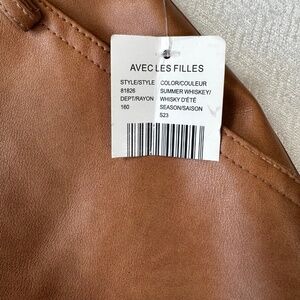 AVEC LES FILLES
STYLE/STYLE COLOR/COULEUR
81826 SUMMER WHISKEY/
DEPT/RAYON WHISKY D'ÉTÉ
160 SEASON/SAISON
S23